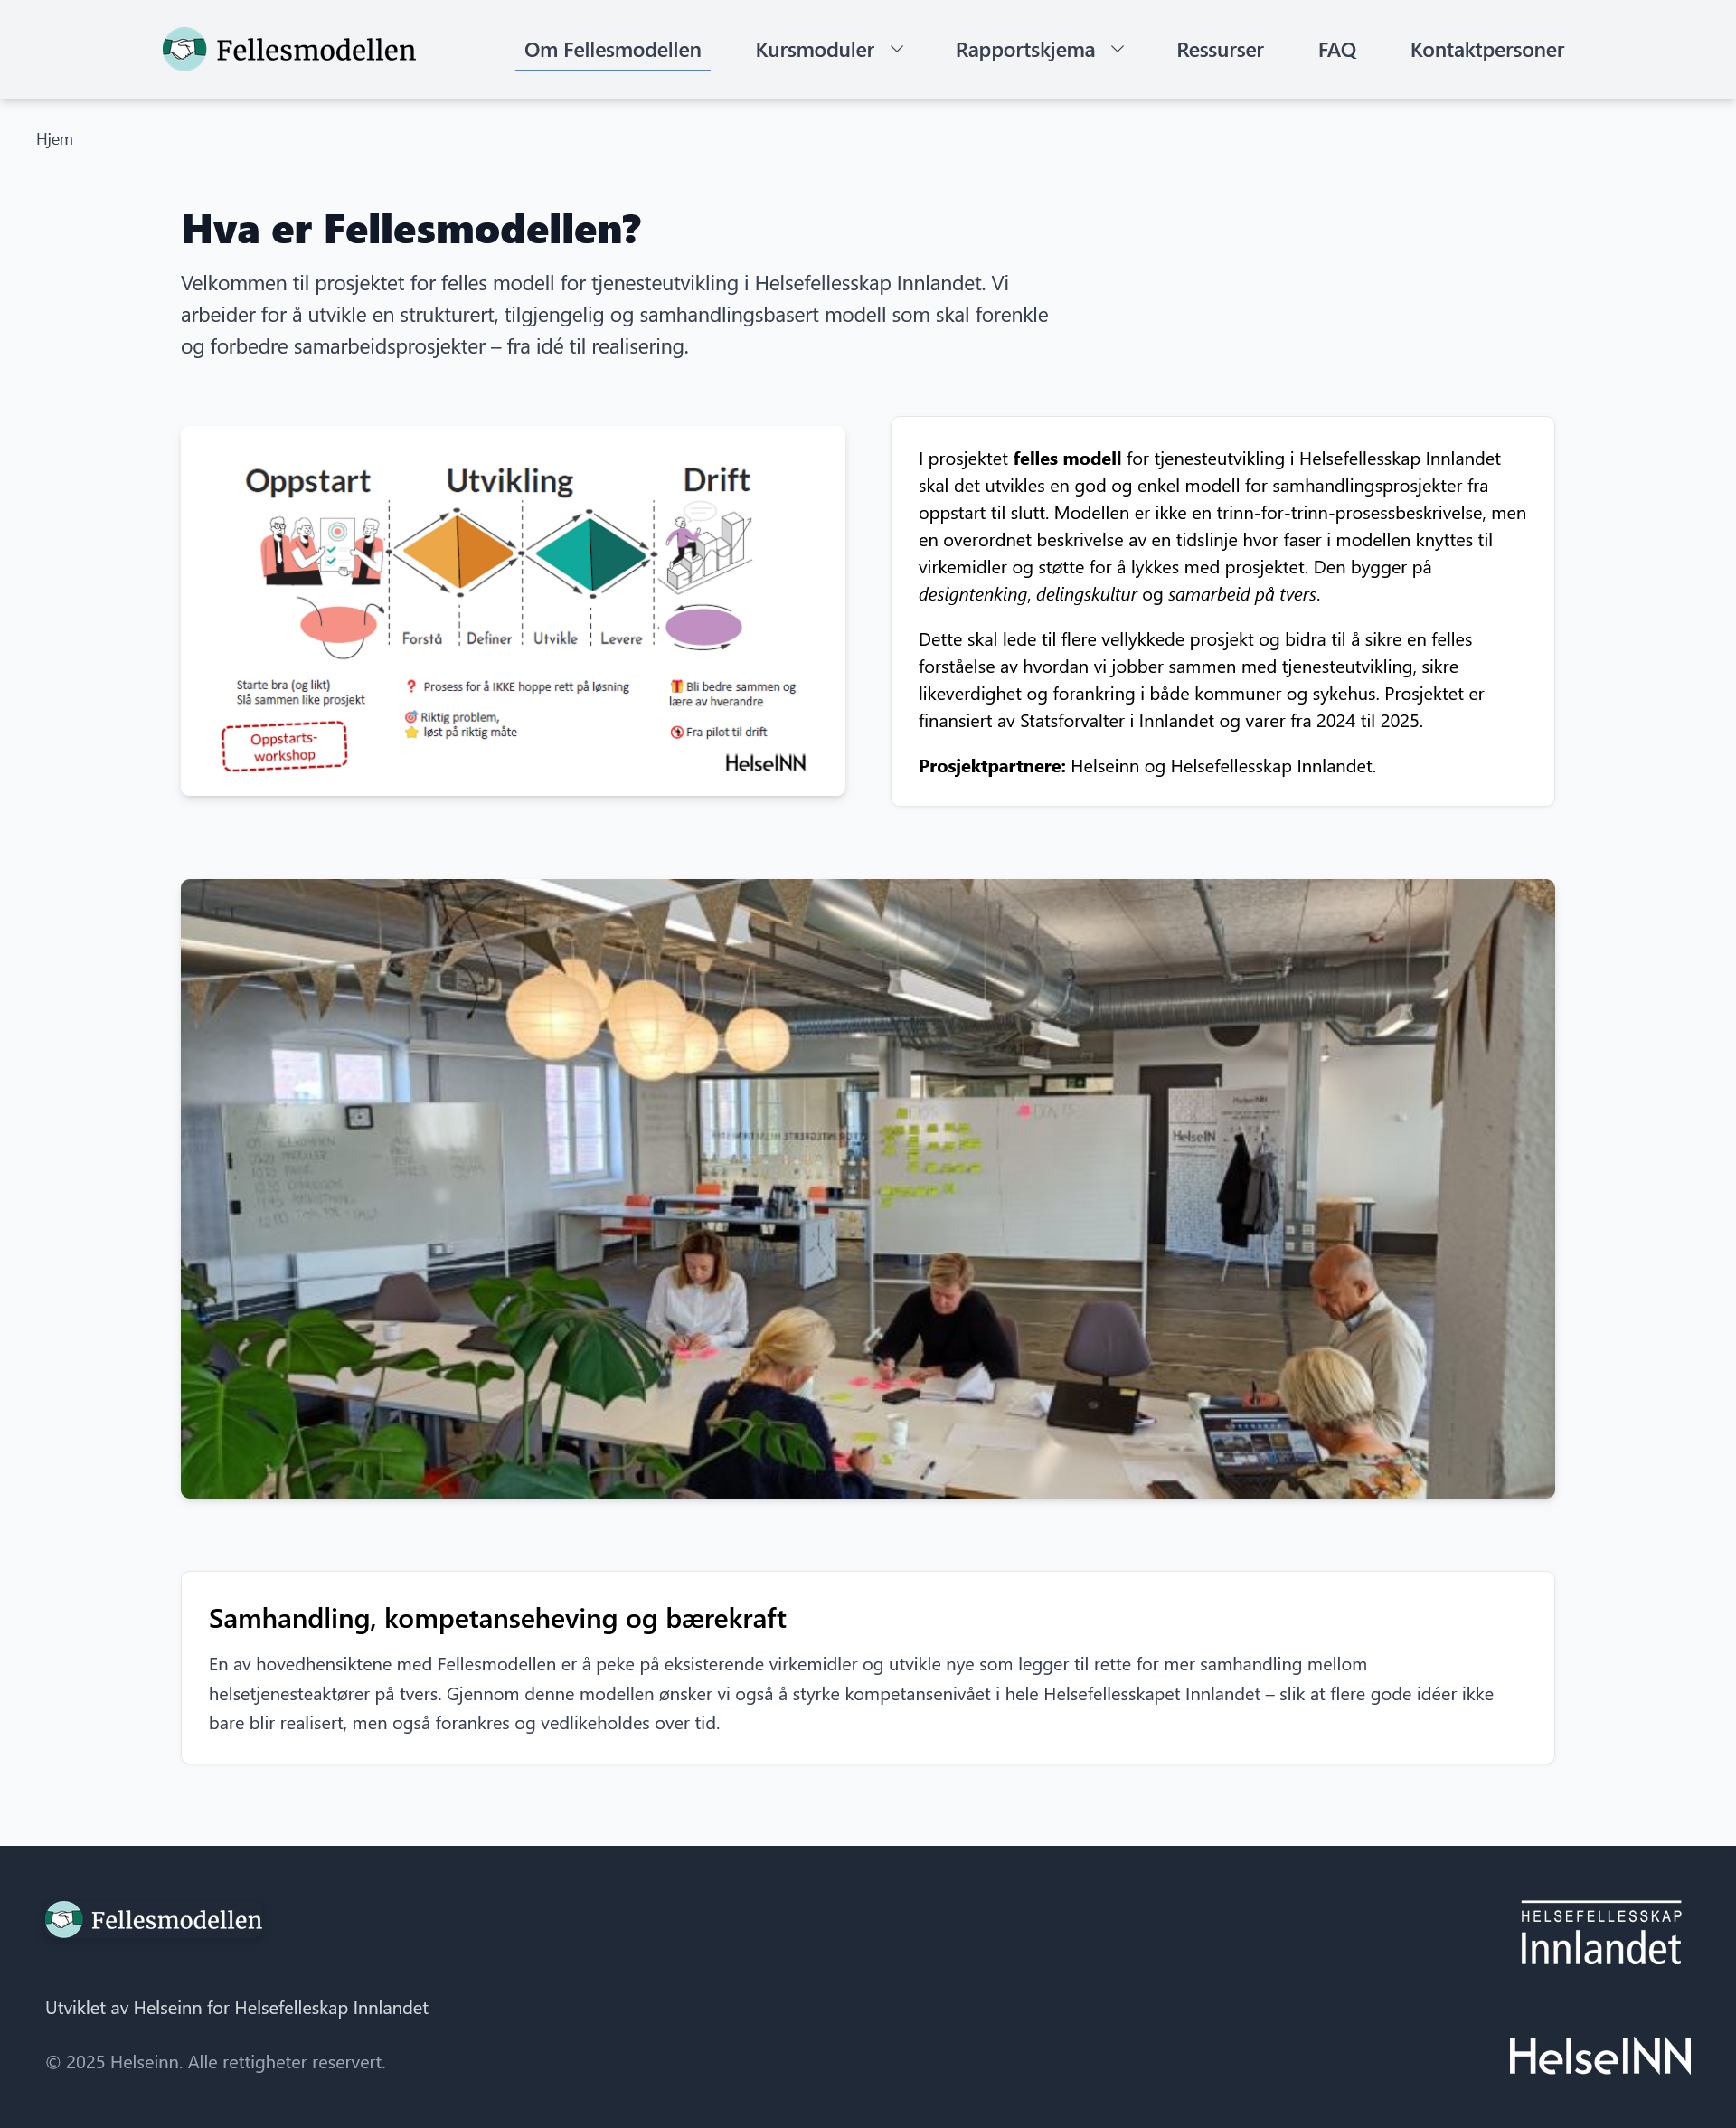 Fellesmodellen
Om Fellesmodellen
Kursmoduler
Rapportskjema
Ressurser
FAQ
Kontaktpersoner
Hjem
Hva er Fellesmodellen?
Velkommen til prosjektet for felles modell for tjenesteutvikling i Helsefellesskap Innlandet. Vi
arbeider for å utvikle en strukturert, tilgjengelig og samhandlingsbasert modell som skal forenkle
og forbedre samarbeidsprosjekter – fra idé til realisering.
Oppstart
Utvikling
Drift
Forstå
Definer
Utvikle
Levere
Starte bra (og likt)
Slå sammen like prosjekt
Oppstarts-
workshop
❓ Prosess for å IKKE hoppe rett på løsning
🎯 Riktig problem,
⭐ løst på riktig måte
🎁 Bli bedre sammen og
lære av hverandre
Fra pilot til drift
HelseINN
I prosjektet felles modell for tjenesteutvikling i Helsefellesskap Innlandet
skal det utvikles en god og enkel modell for samhandlingsprosjekter fra
oppstart til slutt. Modellen er ikke en trinn-for-trinn-prosessbeskrivelse, men
en overordnet beskrivelse av en tidslinje hvor faser i modellen knyttes til
virkemidler og støtte for å lykkes med prosjektet. Den bygger på
designtenking, delingskultur og samarbeid på tvers.
Dette skal lede til flere vellykkede prosjekt og bidra til å sikre en felles
forståelse av hvordan vi jobber sammen med tjenesteutvikling, sikre
likeverdighet og forankring i både kommuner og sykehus. Prosjektet er
finansiert av Statsforvalter i Innlandet og varer fra 2024 til 2025.
Prosjektpartnere: Helseinn og Helsefellesskap Innlandet.
HelseIN
Samhandling, kompetanseheving og bærekraft
En av hovedhensiktene med Fellesmodellen er å peke på eksisterende virkemidler og utvikle nye som legger til rette for mer samhandling mellom
helsetjenesteaktører på tvers. Gjennom denne modellen ønsker vi også å styrke kompetansenivået i hele Helsefellesskapet Innlandet – slik at flere gode idéer ikke
bare blir realisert, men også forankres og vedlikeholdes over tid.
Fellesmodellen
HELSEFELLESSKAP
Innlandet
Utviklet av Helseinn for Helsefelleskap Innlandet
© 2025 Helseinn. Alle rettigheter reservert.
HelseINN